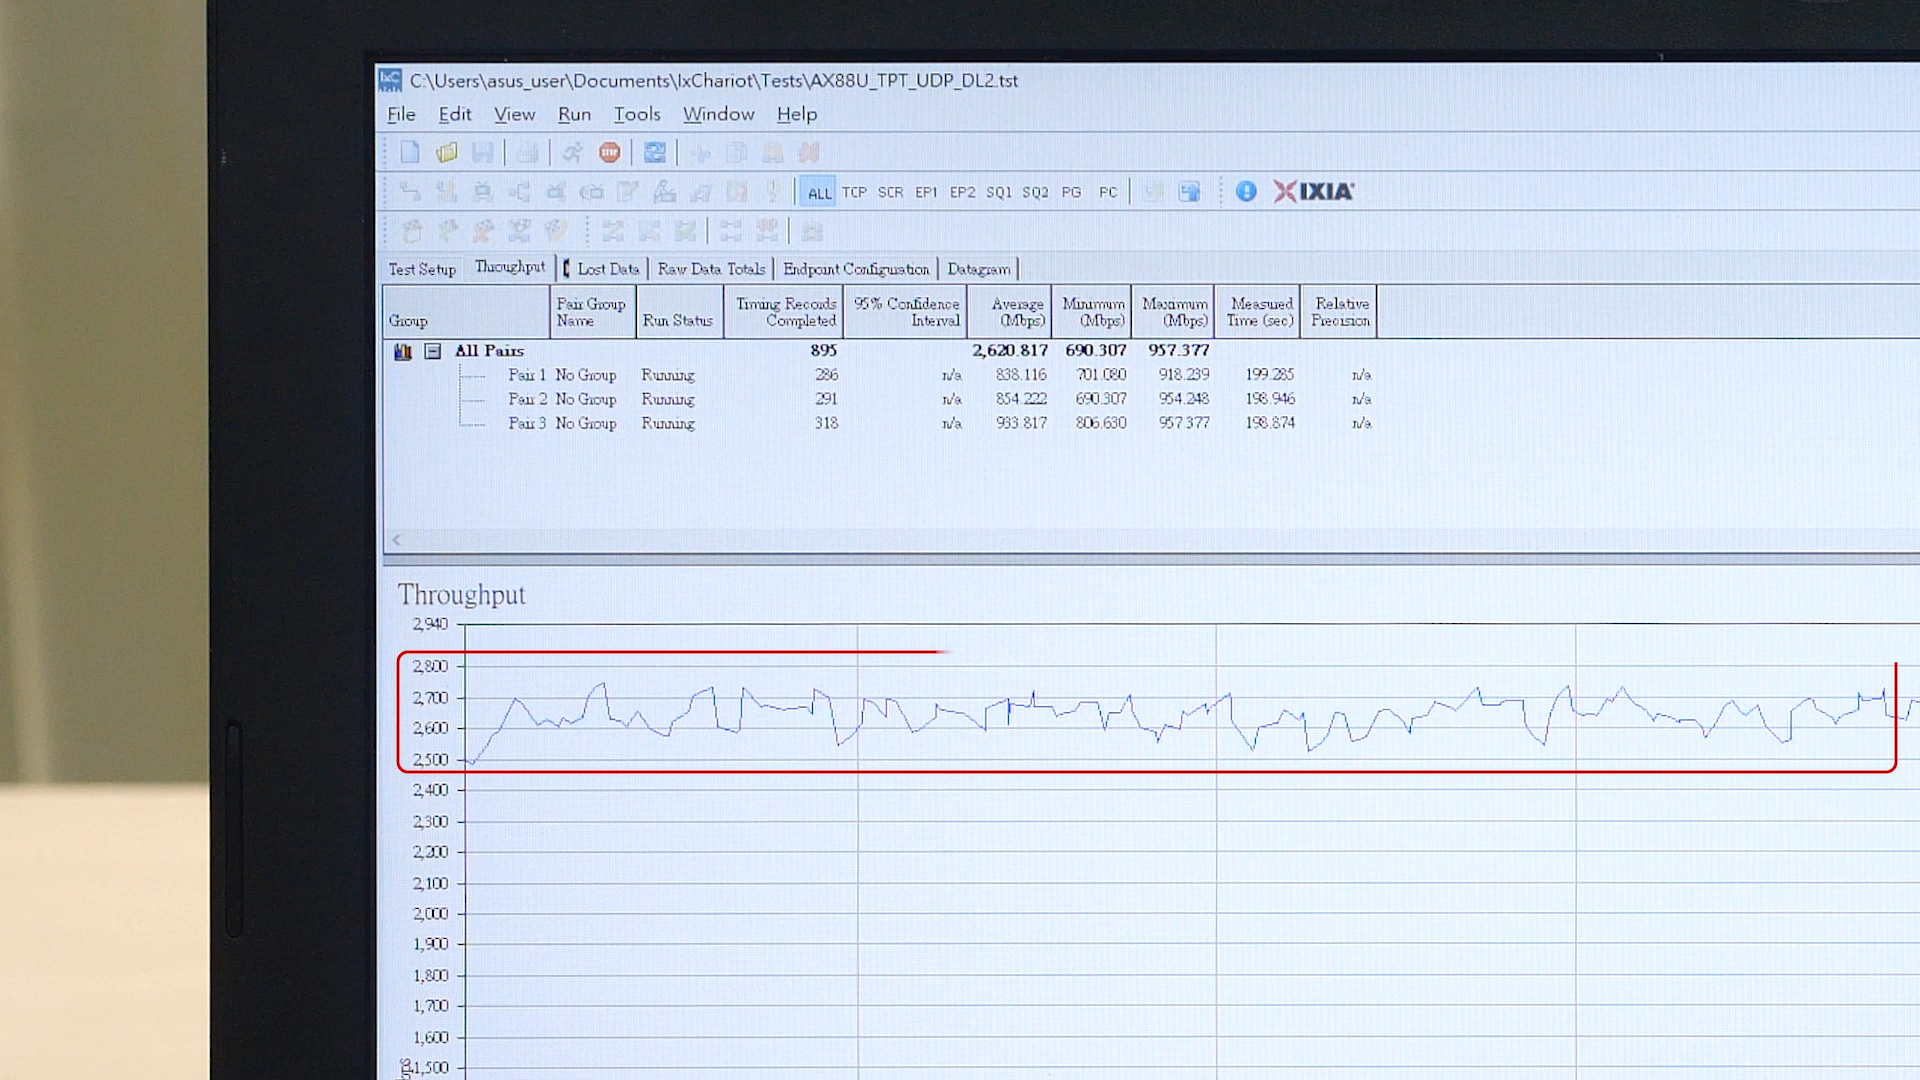 IxC C:\Users\asus_user\Documents\IxChariot\Tests\AX88U_TPT_UDP_DL2.tst
File Edit View Run Tools Window Help
STOP
ALL TCP SCR EP1 EP2 SQ1 SQ2 PG PC XIXIA
Test Setup Throughput Lost Data Raw Data Totals Endpoint Configuration Datagram
Group Pair Group Name Run Status Timing Records Completed 95% Confidence Interval Average (Mbps) Minimum (Mbps) Maximum (Mbps) Measured Time (sec) Relative Precision
All Pairs 895 2,620.817 690.307 957.377
Pair 1 No Group Running 286 n/a 838.116 701.080 918.239 199.285 n/a
Pair 2 No Group Running 291 n/a 854.222 690.307 954.248 198.946 n/a
Pair 3 No Group Running 318 n/a 933.817 806.630 957.377 198.874 n/a
Throughput
2,940
2,800
2,700
2,600
2,500
2,400
2,300
2,200
2,100
2,000
1,900
1,800
1,700
1,600
1,500